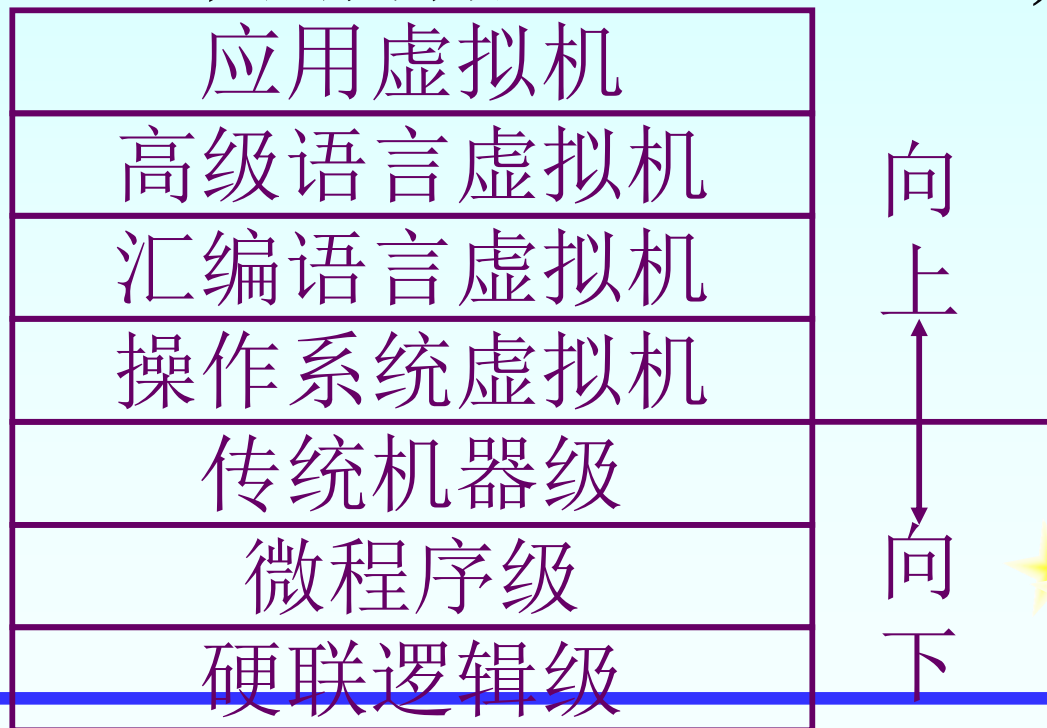 应用虚拟机
高级语言虚拟机
汇编语言虚拟机
操作系统虚拟机
传统机器级
微程序级
硬联逻辑级
向
上
向
下